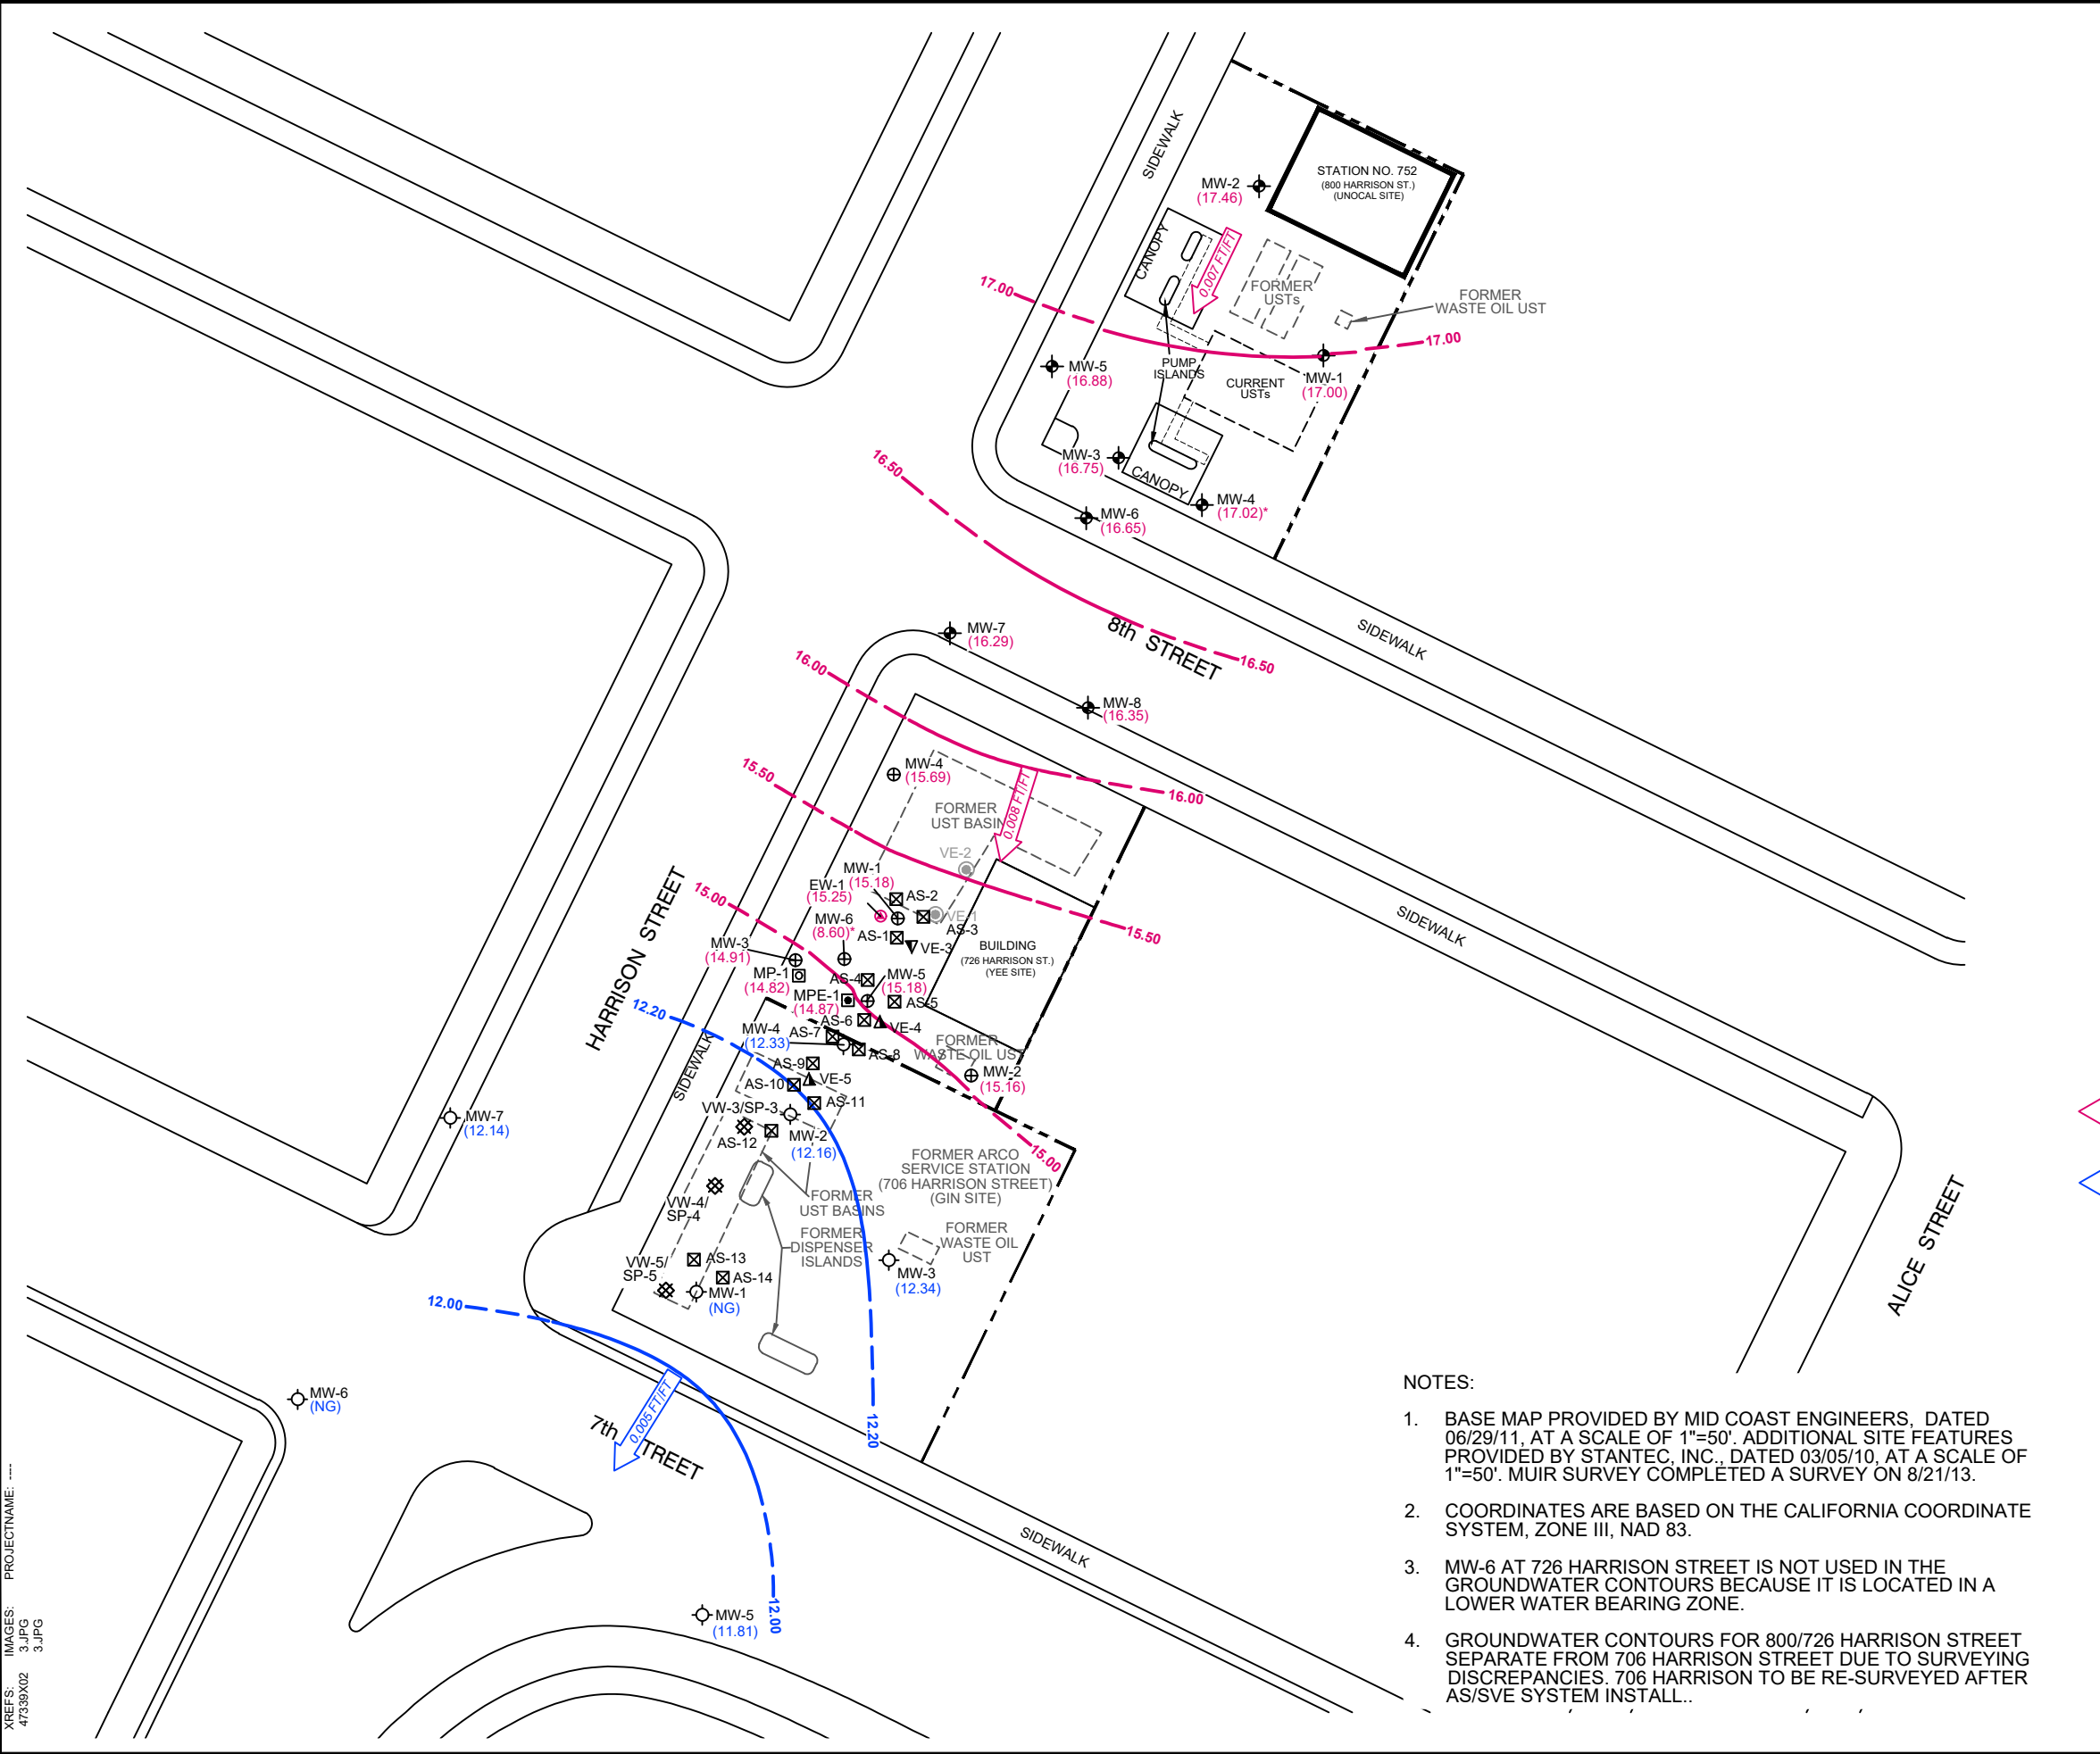 SIDEWALK
STATION NO. 752
(800 HARRISON ST.)
(UNOCAL SITE)
MW-2
(17.46)
CANOPY
0.007 FT/FT
FORMER
USTs
FORMER
WASTE OIL UST
17.00
17.00
MW-5
(16.88)
PUMP
ISLANDS
CURRENT
USTs
MW-1
(17.00)
MW-3
(16.75)
CANOPY
MW-4
(17.02)*
MW-6
(16.65)
16.50
16.50
8th STREET
SIDEWALK
MW-7
(16.29)
MW-8
(16.35)
16.00
16.00
MW-4
(15.69)
15.50
15.50
FORMER
UST BASIN
0.008 FT/FT
VE-2
MW-1
(15.18)
EW-1
(15.25)
AS-2
VE-1
AS-3
MW-6
(8.60)*
AS-1
VE-3
15.00
MW-3
(14.91)
BUILDING
(726 HARRISON ST.)
(YEE SITE)
SIDEWALK
MP-1
(14.82)
AS-4
MW-5
(15.18)
MPE-1
(14.87)
AS-5
HARRISON STREET
12.20
AS-6
VE-4
MW-4
(12.33)
AS-7
AS-8
FORMER
WASTE OIL UST
MW-2
(15.16)
SIDEWALK
AS-9
AS-10
VE-5
AS-11
VW-3/SP-3
MW-7
(12.14)
AS-12
MW-2
(12.16)
15.00
FORMER ARCO
SERVICE STATION
(706 HARRISON STREET)
(GIN SITE)
VW-4/
SP-4
FORMER
UST BASINS
FORMER
DISPENSER
ISLANDS
FORMER
WASTE OIL
UST
VW-5/
SP-5
AS-13
AS-14
MW-1
(NG)
MW-3
(12.34)
ALICE STREET
12.00
12.20
MW-6
(NG)
0.005 FT/FT
7th STREET
SIDEWALK
MW-5
(11.81)
12.00
NOTES:
1. BASE MAP PROVIDED BY MID COAST ENGINEERS, DATED
06/29/11, AT A SCALE OF 1"=50'. ADDITIONAL SITE FEATURES
PROVIDED BY STANTEC, INC., DATED 03/05/10, AT A SCALE OF
1"=50'. MUIR SURVEY COMPLETED A SURVEY ON 8/21/13.
2. COORDINATES ARE BASED ON THE CALIFORNIA COORDINATE
SYSTEM, ZONE III, NAD 83.
3. MW-6 AT 726 HARRISON STREET IS NOT USED IN THE
GROUNDWATER CONTOURS BECAUSE IT IS LOCATED IN A
LOWER WATER BEARING ZONE.
4. GROUNDWATER CONTOURS FOR 800/726 HARRISON STREET
SEPARATE FROM 706 HARRISON STREET DUE TO SURVEYING
DISCREPANCIES. 706 HARRISON TO BE RE-SURVEYED AFTER
AS/SVE SYSTEM INSTALL..
XREFS: IMAGES: PROJECTNAME: ----
47339X02 3.JPG
3.JPG